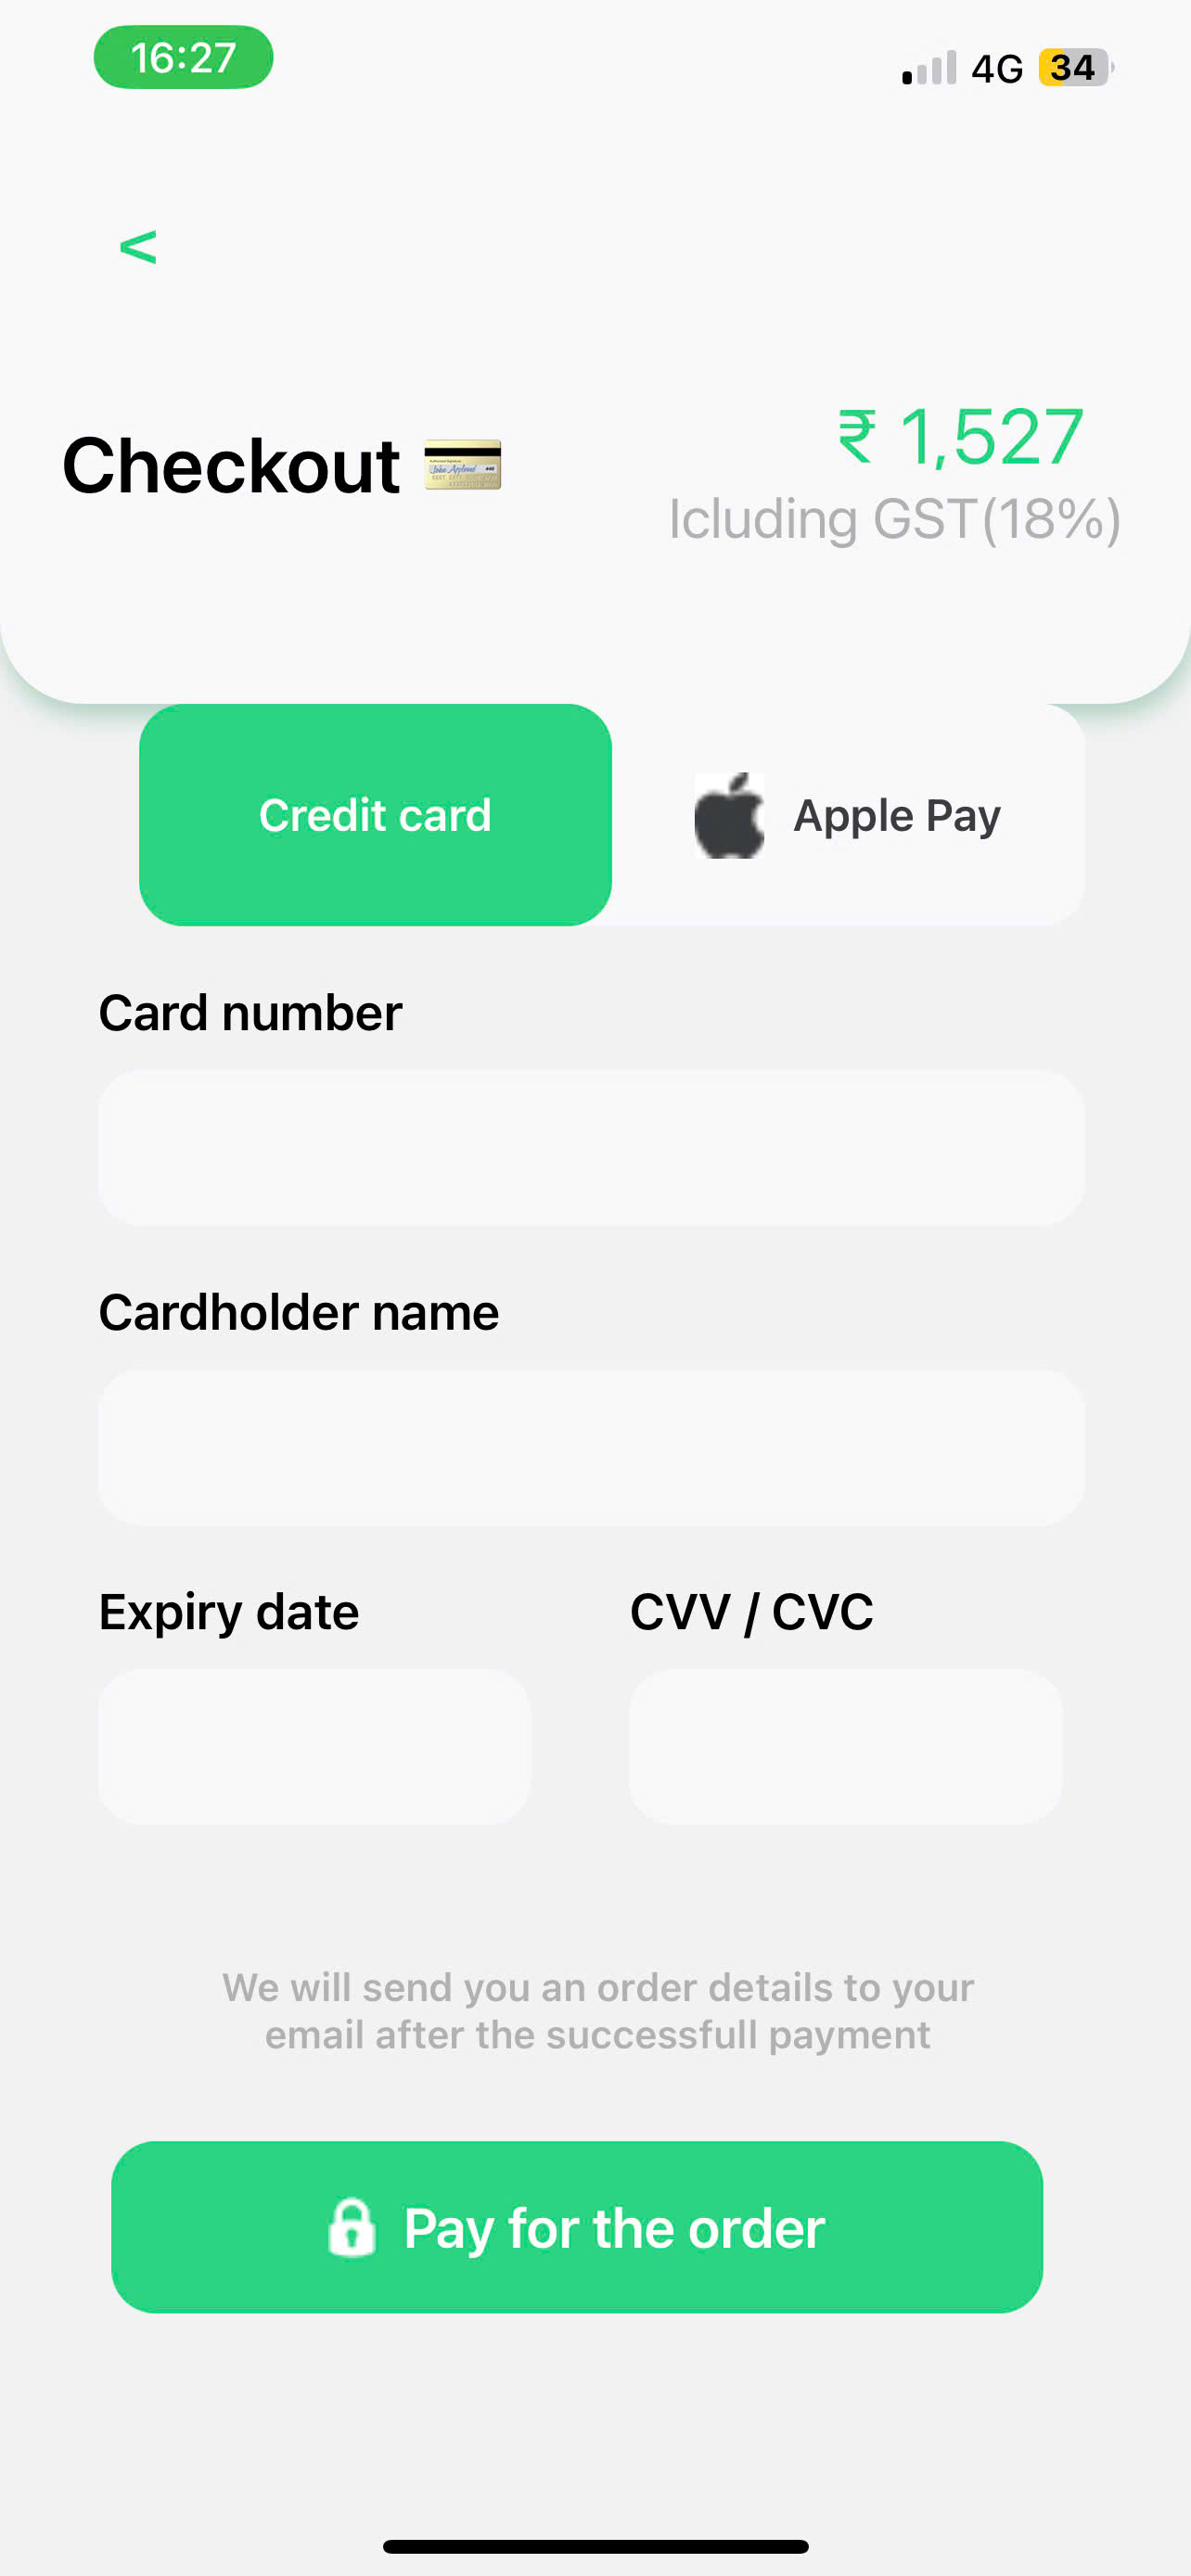 16:27
4G 34
<
Checkout
₹ 1,527
Icluding GST(18%)
Credit card
Apple Pay
Card number
Cardholder name
Expiry date
CVV / CVC
We will send you an order details to your
email after the successfull payment
Pay for the order